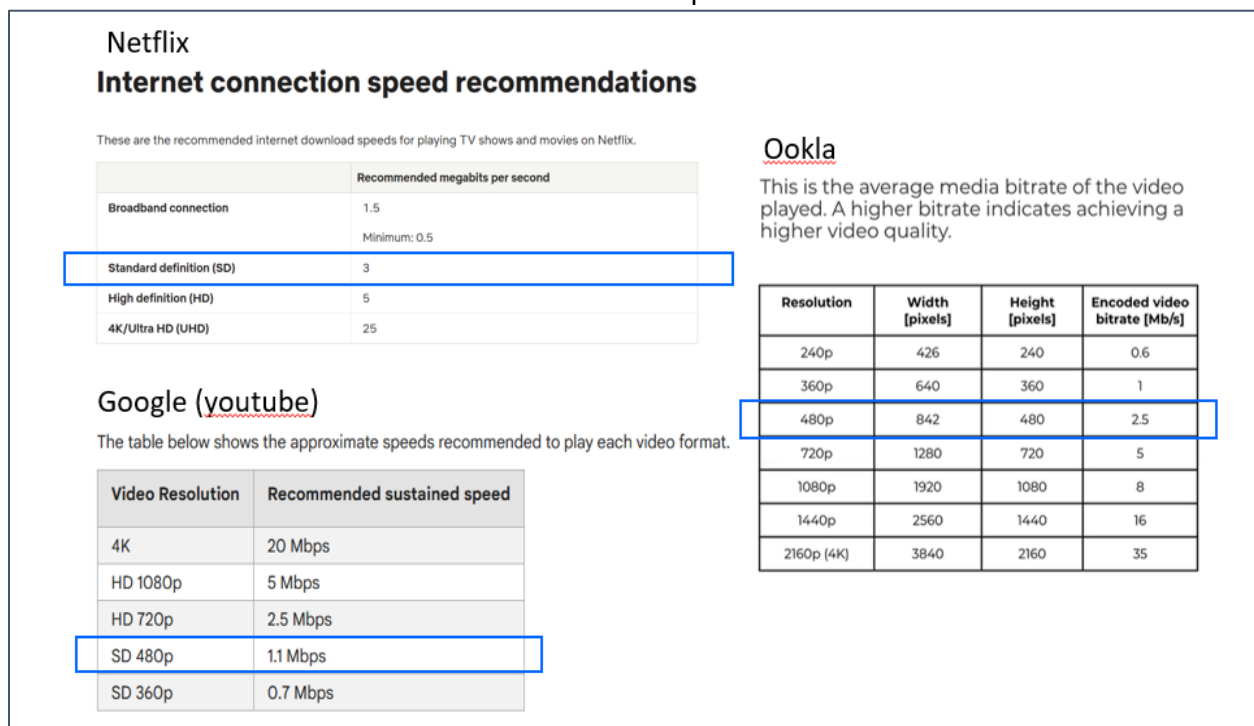 Netflix
Internet connection speed recommendations
These are the recommended internet download speeds for playing TV shows and movies on Netflix.
Recommended megabits per second
Broadband connection 1.5
Minimum: 0.5
Standard definition (SD) 3
High definition (HD) 5
4K/Ultra HD (UHD) 25
Google (youtube)
The table below shows the approximate speeds recommended to play each video format.
Video Resolution Recommended sustained speed
4K 20 Mbps
HD 1080p 5 Mbps
HD 720p 2.5 Mbps
SD 480p 1.1 Mbps
SD 360p 0.7 Mbps
Ookla
This is the average media bitrate of the video
played. A higher bitrate indicates achieving a
higher video quality.
Resolution Width Height Encoded video
[pixels] [pixels] bitrate [Mb/s]
240p 426 240 0.6
360p 640 360 1
480p 842 480 2.5
720p 1280 720 5
1080p 1920 1080 8
1440p 2560 1440 16
2160p (4K) 3840 2160 35